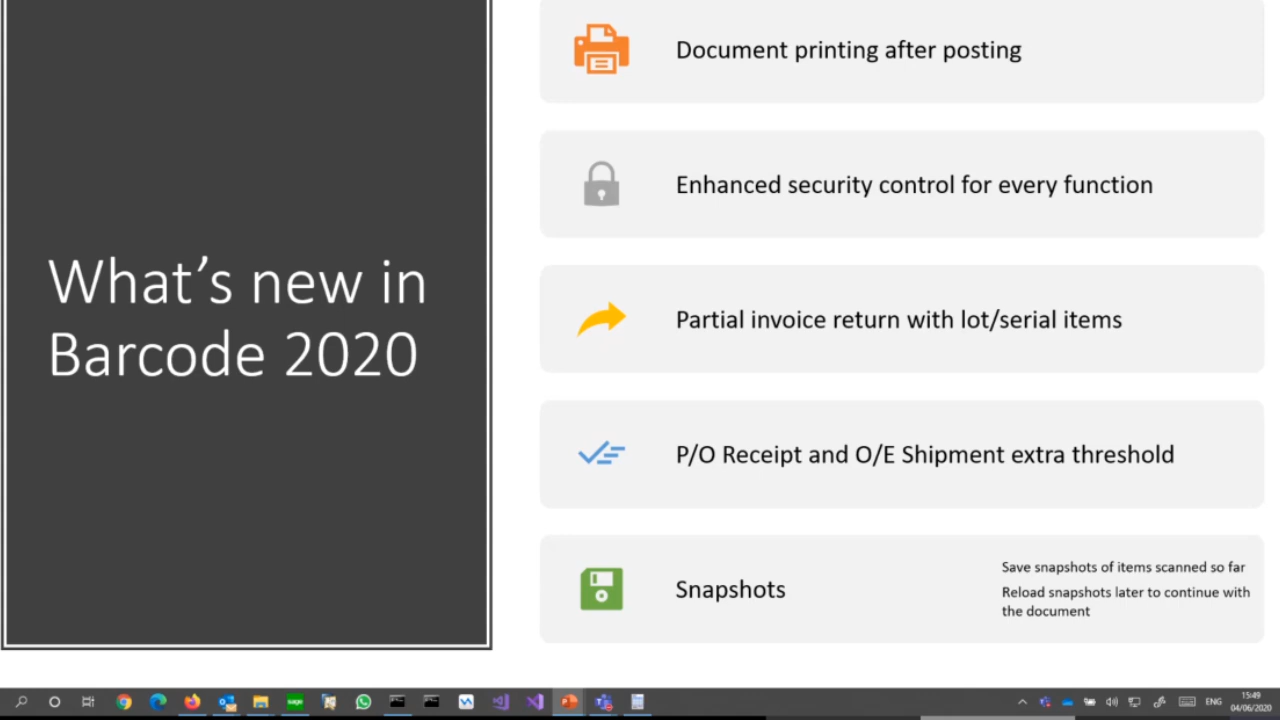 What's new in
Barcode 2020
Document printing after posting
Enhanced security control for every function
Partial invoice return with lot/serial items
P/O Receipt and O/E Shipment extra threshold
Snapshots
Save snapshots of items scanned so far
Reload snapshots later to continue with
the document
sage
ENG
15:49
04/06/2020